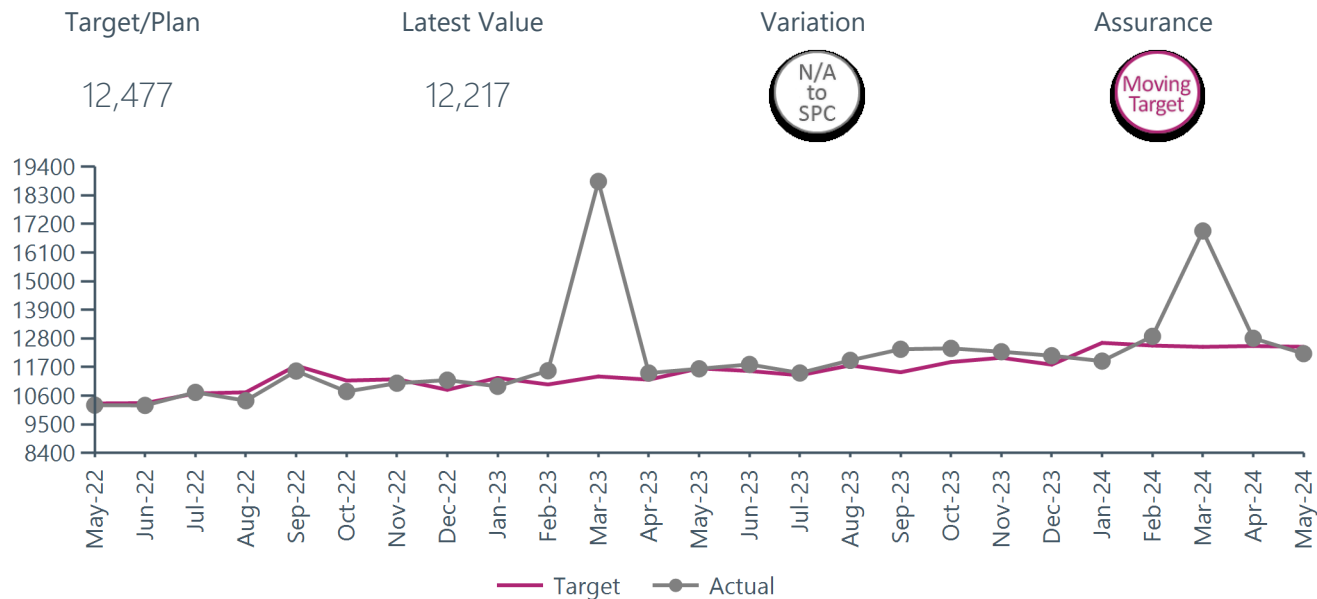 Target/Plan
Latest Value
Variation
Assurance
12,477
12,217
N/A
to
SPC
Moving
Target
19400
18300
17200
16100
15000
13900
12800
11700
10600
9500
8400
May-22
Jun-22
Jul-22
Aug-22
Sep-22
Oct-22
Nov-22
Dec-22
Jan-23
Feb-23
Mar-23
Apr-23
May-23
Jun-23
Jul-23
Aug-23
Sep-23
Oct-23
Nov-23
Dec-23
Jan-24
Feb-24
Mar-24
Apr-24
May-24
Target
Actual